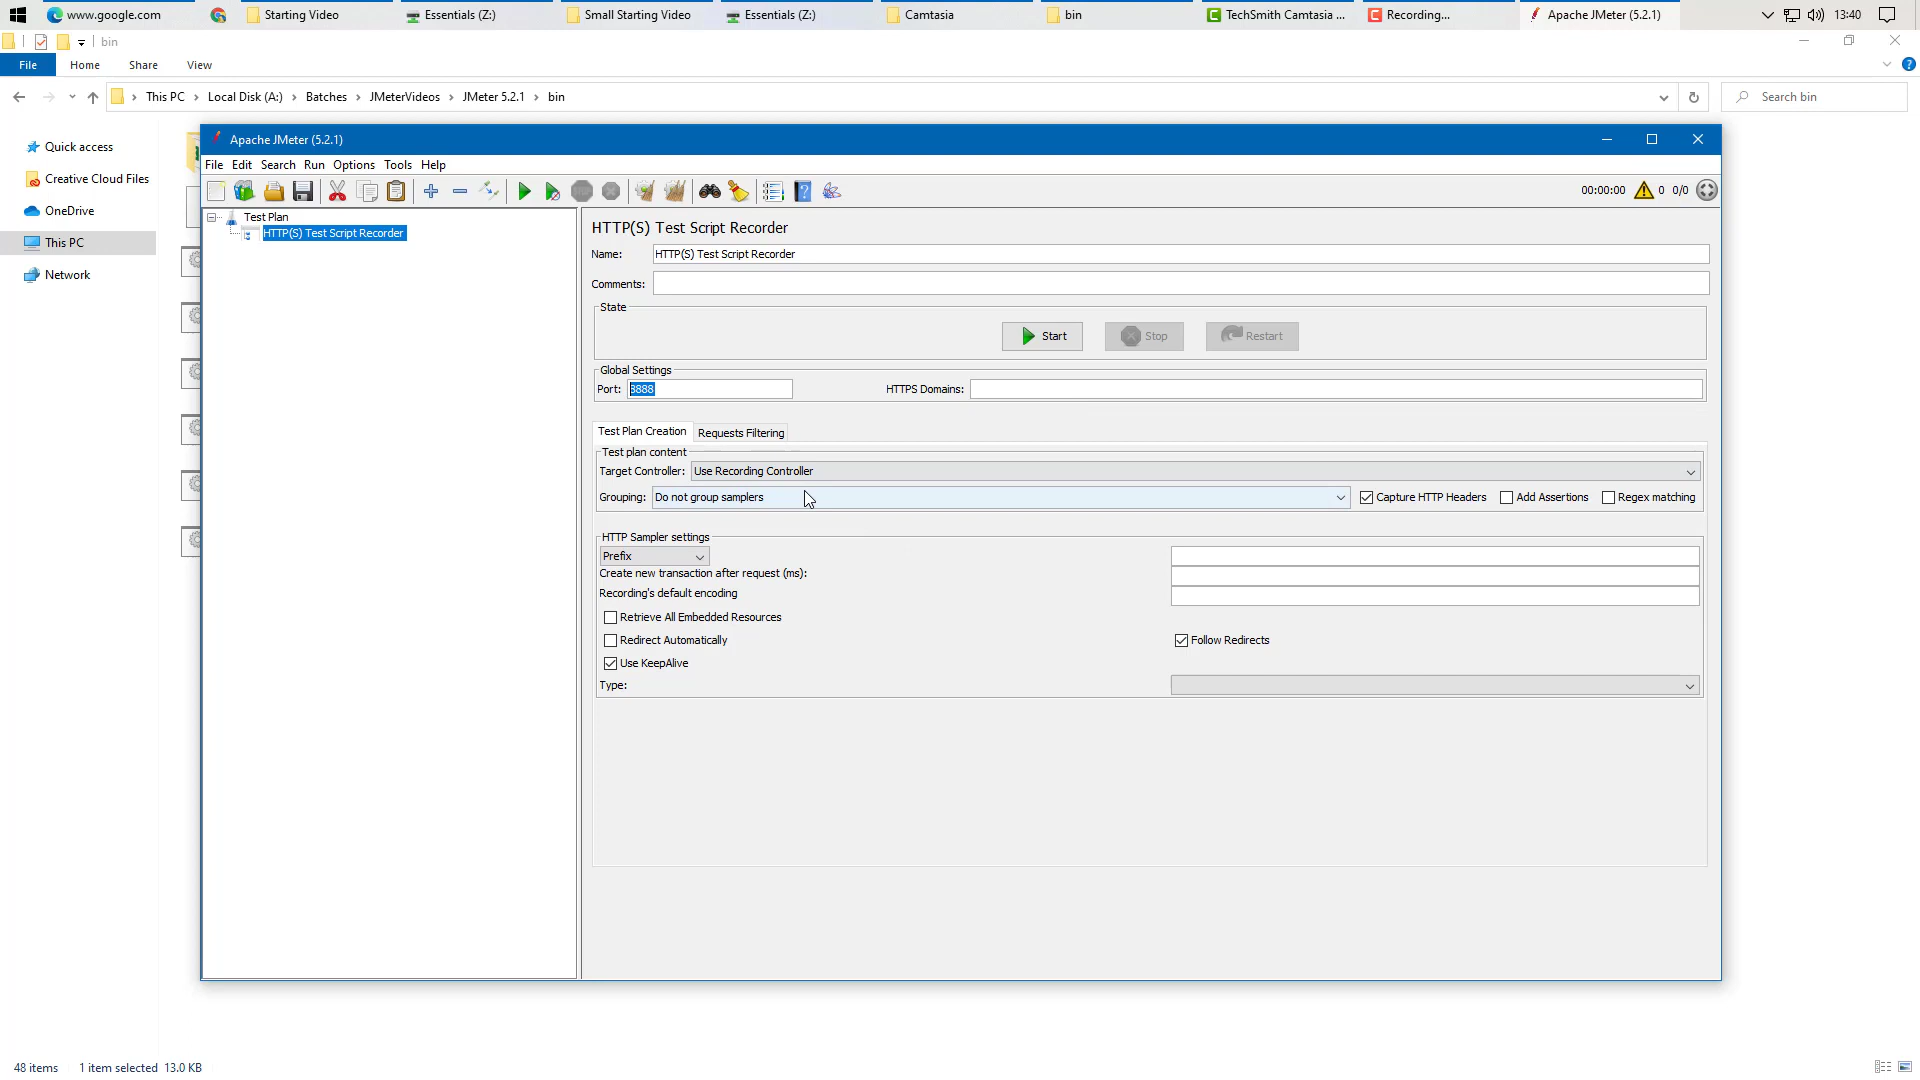 www.google.com
Starting Video
Essentials (Z:)
Small Starting Video
Essentials (Z:)
Camtasia
bin
TechSmith Camtasia ...
Recording...
Apache JMeter (5.2.1)
13:40
bin
File
Home
Share
View
This PC
Local Disk (A:)
Batches
JMeterVideos
JMeter 5.2.1
bin
Search bin
Quick access
Creative Cloud Files
OneDrive
This PC
Network
Apache JMeter (5.2.1)
File Edit Search Run Options Tools Help
00:00:00
0
0/0
Test Plan
HTTP(S) Test Script Recorder
HTTP(S) Test Script Recorder
Name: HTTP(S) Test Script Recorder
Comments:
State
Start
Stop
Restart
Global Settings
Port: 8888
HTTPS Domains:
Test Plan Creation
Requests Filtering
Test plan content
Target Controller: Use Recording Controller
Grouping: Do not group samplers
Capture HTTP Headers
Add Assertions
Regex matching
HTTP Sampler settings
Prefix
Create new transaction after request (ms):
Recording's default encoding
Retrieve All Embedded Resources
Redirect Automatically
Follow Redirects
Use KeepAlive
Type:
48 items
1 item selected 13.0 KB